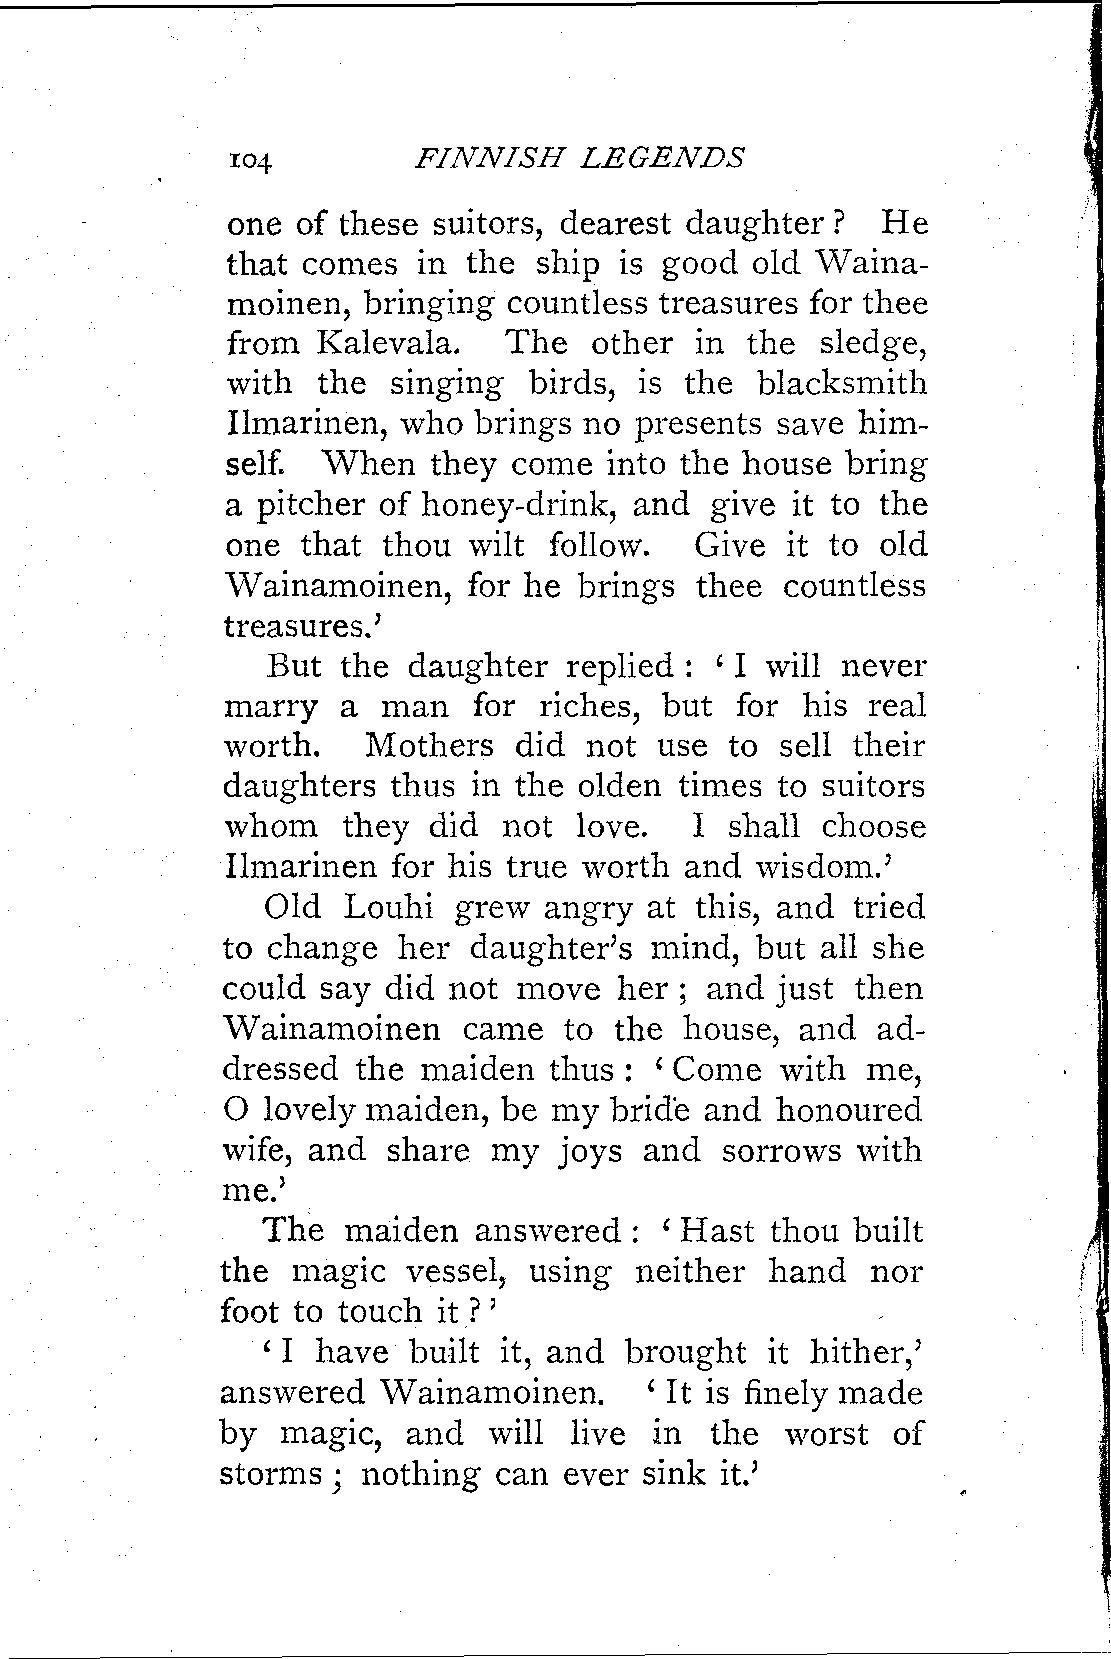 104 FINNISH LEGENDS
one of these suitors, dearest daughter? He
that comes in the ship is good old Waina-
moinen, bringing countless treasures for thee
from Kalevala. The other in the sledge,
with the singing birds, is the blacksmith
Ilmarinen, who brings no presents save him-
self. When they come into the house bring
a pitcher of honey-drink, and give it to the
one that thou wilt follow. Give it to old
Wainamoinen, for he brings thee countless
treasures.’
But the daughter replied: ‘I will never
marry a man for riches, but for his real
worth. Mothers did not use to sell their
daughters thus in the olden times to suitors
whom they did not love. I shall choose
Ilmarinen for his true worth and wisdom.’
Old Louhi grew angry at this, and tried
to change her daughter’s mind, but all she
could say did not move her; and just then
Wainamoinen came to the house, and ad-
dressed the maiden thus: ‘Come with me,
O lovely maiden, be my bride and honoured
wife, and share my joys and sorrows with
me.’
The maiden answered: ‘Hast thou built
the magic vessel, using neither hand nor
foot to touch it?’
‘I have built it, and brought it hither,’
answered Wainamoinen. ‘It is finely made
by magic, and will live in the worst of
storms; nothing can ever sink it.’